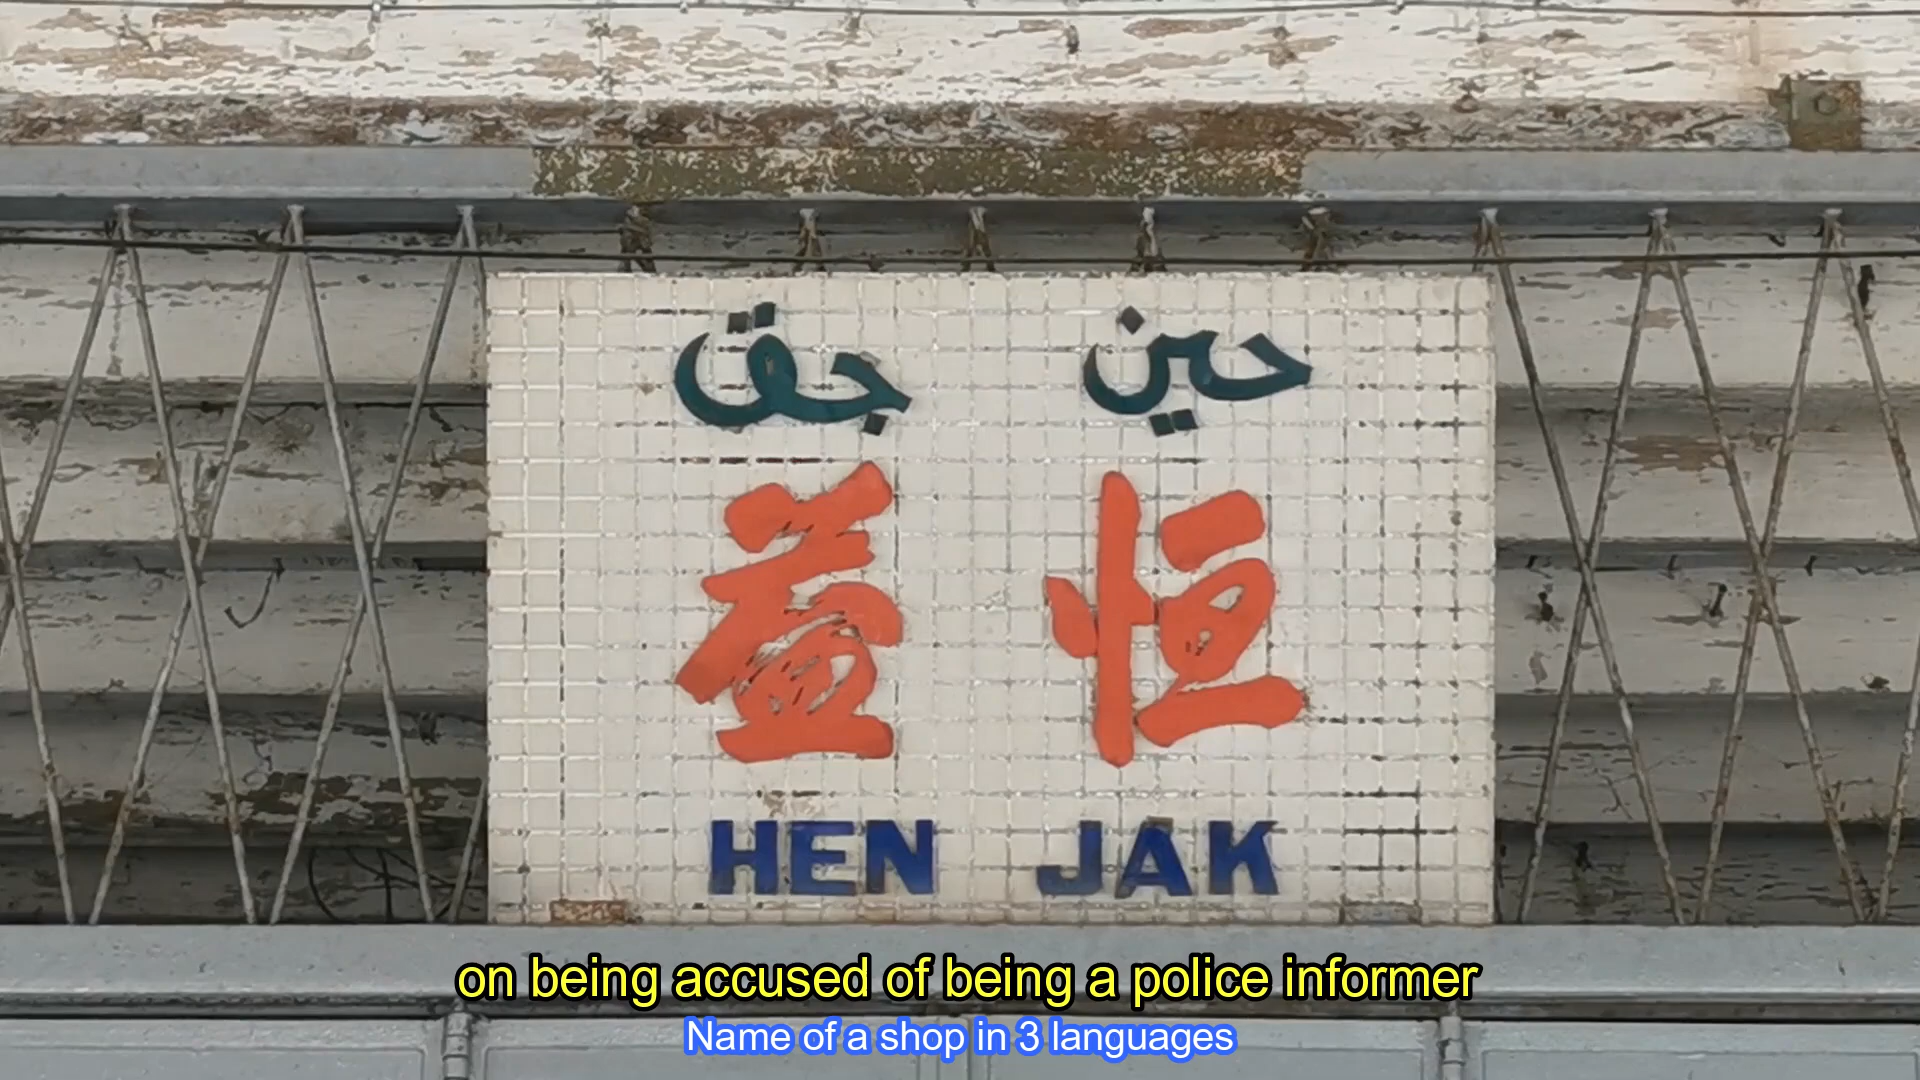 حين جق
恒益
HEN JAK
on being accused of being a police informer
Name of a shop in 3 languages